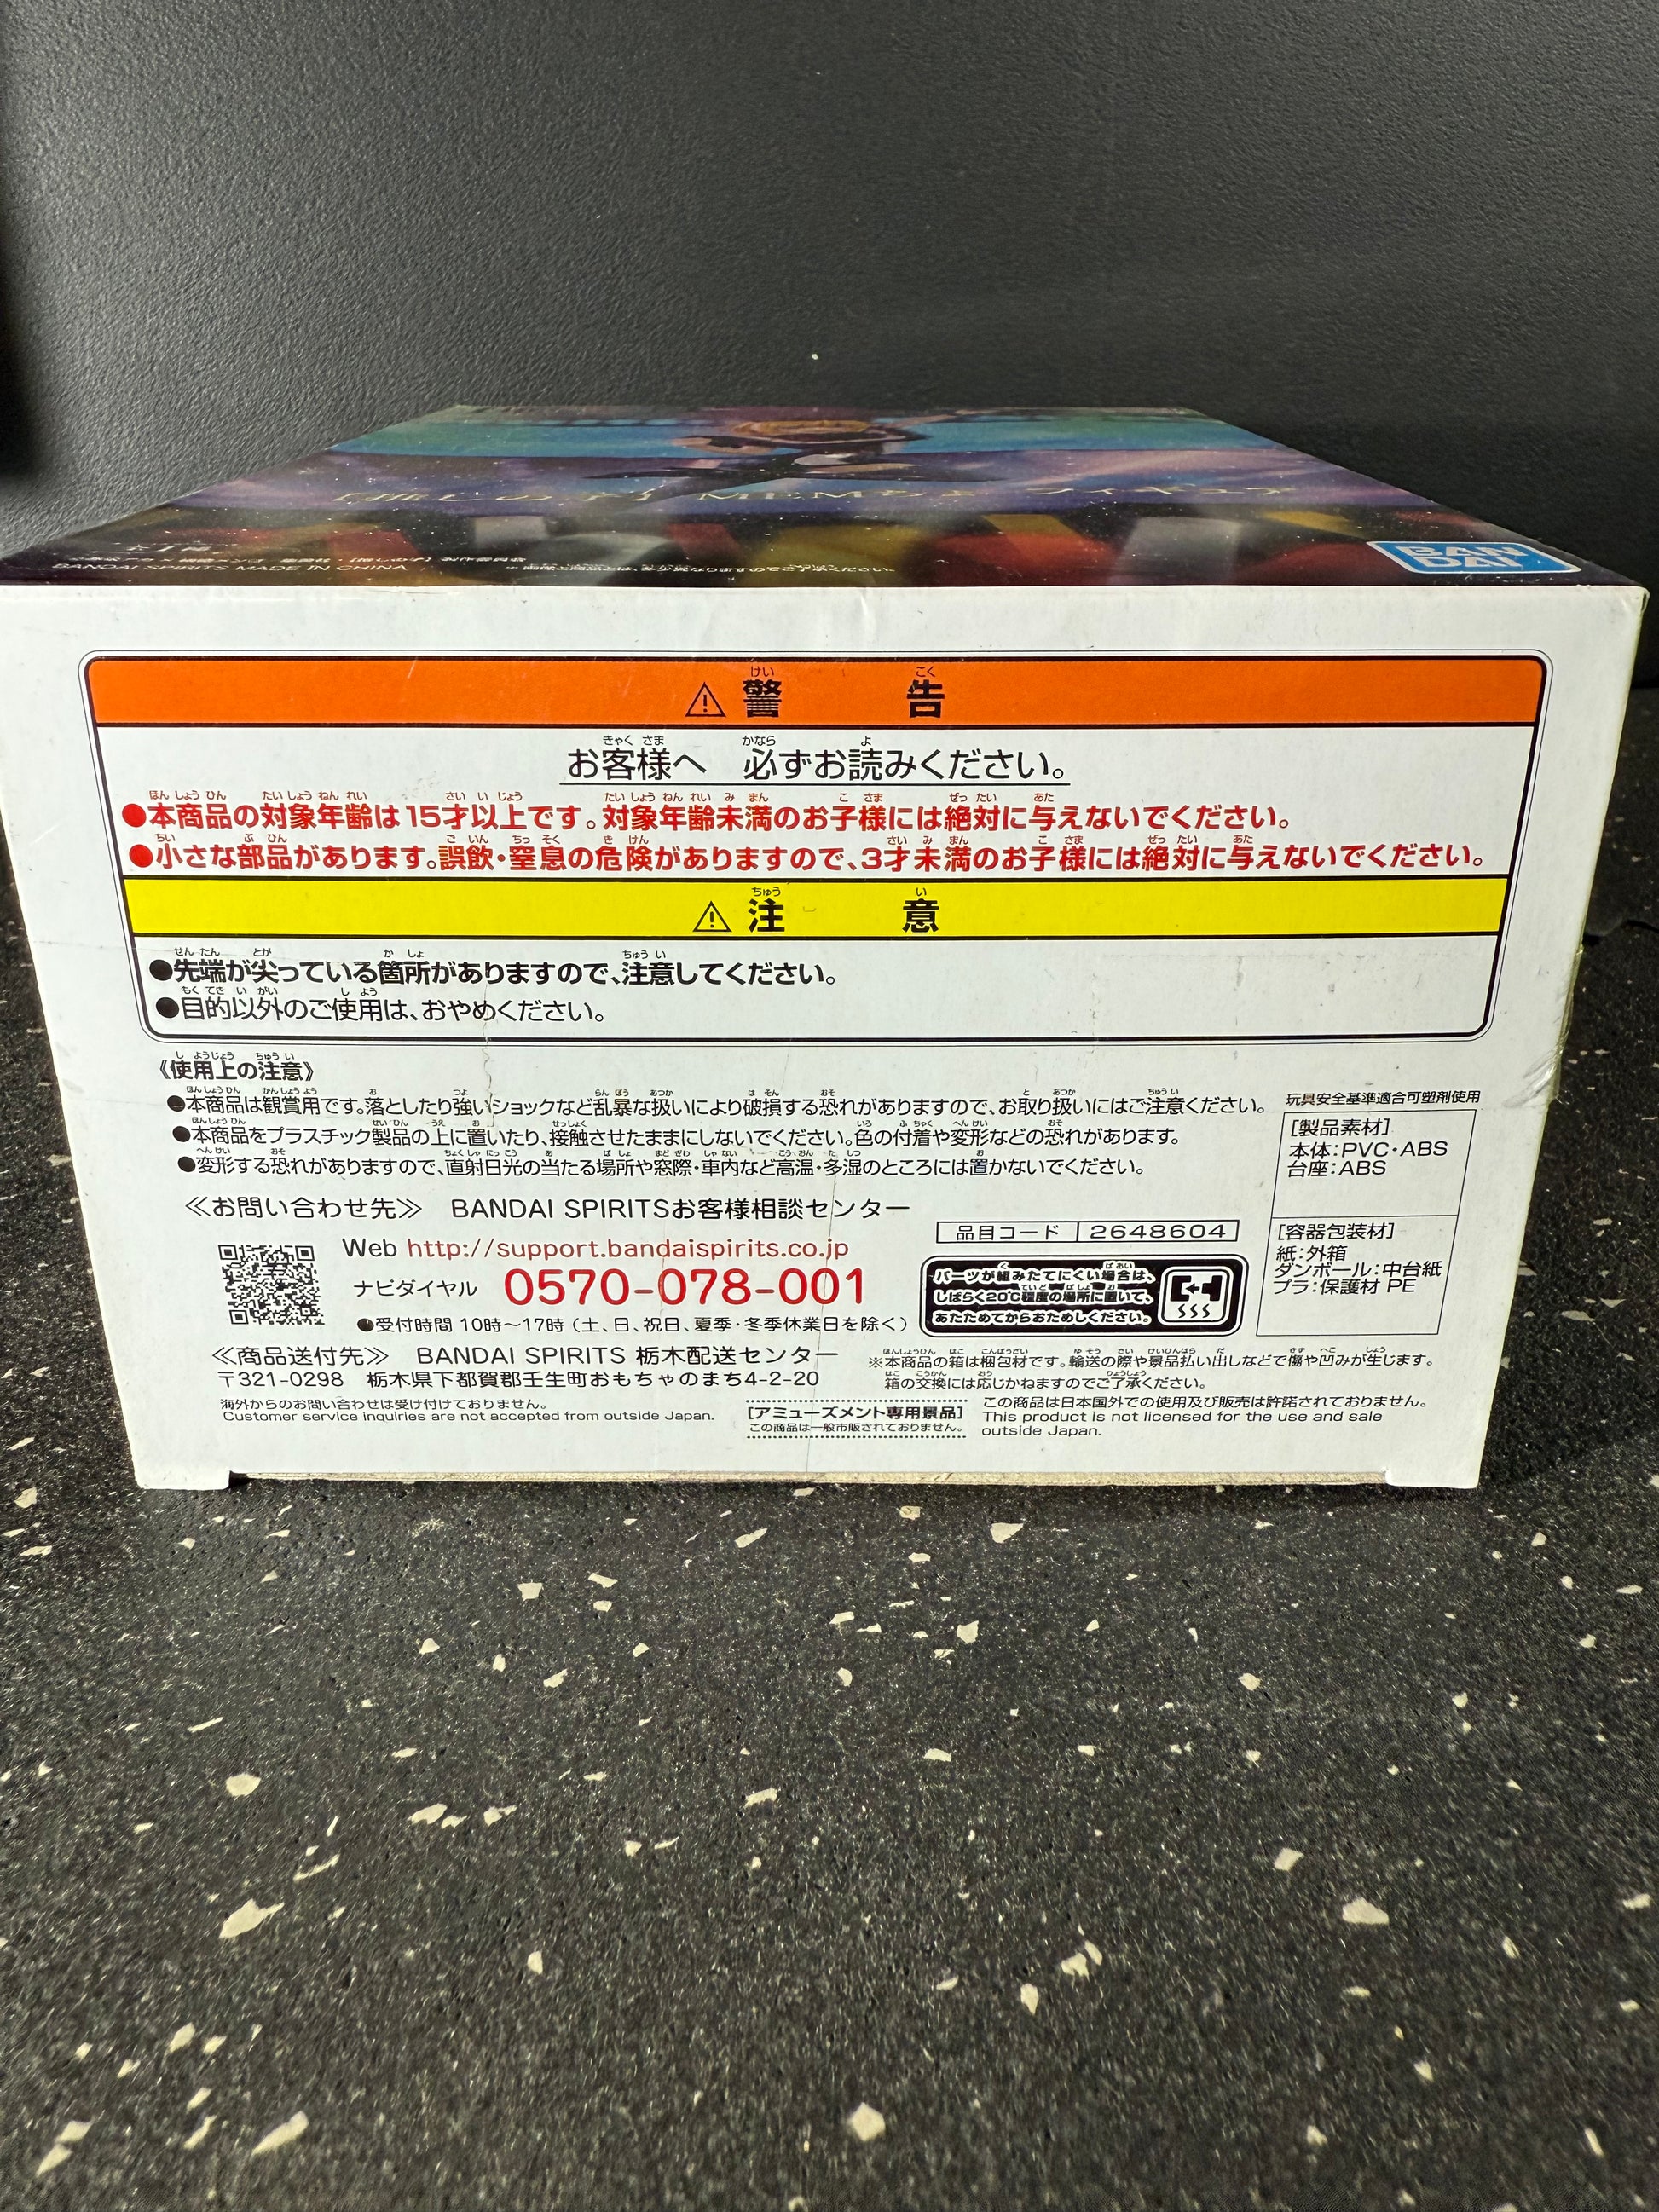 【推しの子】 MEMちょ フィギュア
全1種
BANDAI SPIRITS MADE IN CHINA
BAN
DAI
⚠警告
お客様へ 必ずお読みください。
●本商品の対象年齢は15才以上です。対象年齢未満のお子様には絶対に与えないでください。
●小さな部品があります。誤飲・窒息の危険がありますので、3才未満のお子様には絶対に与えないでください。
⚠注意
●先端が尖っている箇所がありますので、注意してください。
●目的以外のご使用は、おやめください。
《使用上の注意》
●本商品は観賞用です。落としたり強いショックなど乱暴な扱いにより破損する恐れがありますので、お取り扱いにはご注意ください。
●本商品をプラスチック製品の上に置いたり、接触させたままにしないでください。色の付着や変形などの恐れがあります。
●変形する恐れがありますので、直射日光の当たる場所や窓際・車内など高温・多湿のところには置かないでください。
玩具安全基準適合可塑剤使用
[製品素材]
本体:PVC・ABS
台座:ABS
[容器包装材]
紙:外箱
ダンボール:中台紙
プラ:保護材 PE
≪お問い合わせ先≫ BANDAI SPIRITSお客様相談センター
Web http://support.bandaispirits.co.jp
ナビダイヤル 0570-078-001
●受付時間 10時～17時(土、日、祝日、夏季・冬季休業日を除く)
品目コード 2648604
パーツが組みたてにくい場合は、
しばらく20℃程度の場所に置いて、
あたためてからおためしください。
≪商品送付先≫ BANDAI SPIRITS 栃木配送センター
〒321-0298 栃木県下都賀郡壬生町おもちゃのまち4-2-20
※本商品の箱は梱包材です。輸送の際や景品払い出しなどで傷や凹みが生じます。
箱の交換には応じかねますのでご了承ください。
海外からのお問い合わせは受け付けておりません。
Customer service inquiries are not accepted from outside Japan.
[アミューズメント専用景品]
この商品は一般市販されておりません。
この商品は日本国外での使用及び販売は許諾されておりません。
This product is not licensed for the use and sale
outside Japan.